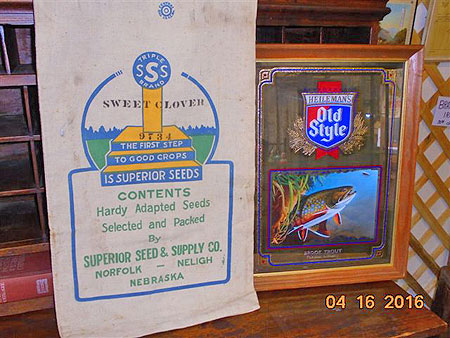 TRIPLE
SSS
BRAND
SWEET CLOVER
9734
THE FIRST STEP
TO GOOD CROPS
IS SUPERIOR SEEDS
CONTENTS
Hardy Adapted Seeds
Selected and Packed
By
SUPERIOR SEED & SUPPLY CO.
NORFOLK — NELIGH
NEBRASKA
HEILEMAN'S
Old
Style
BROOK TROUT
04 16 2016